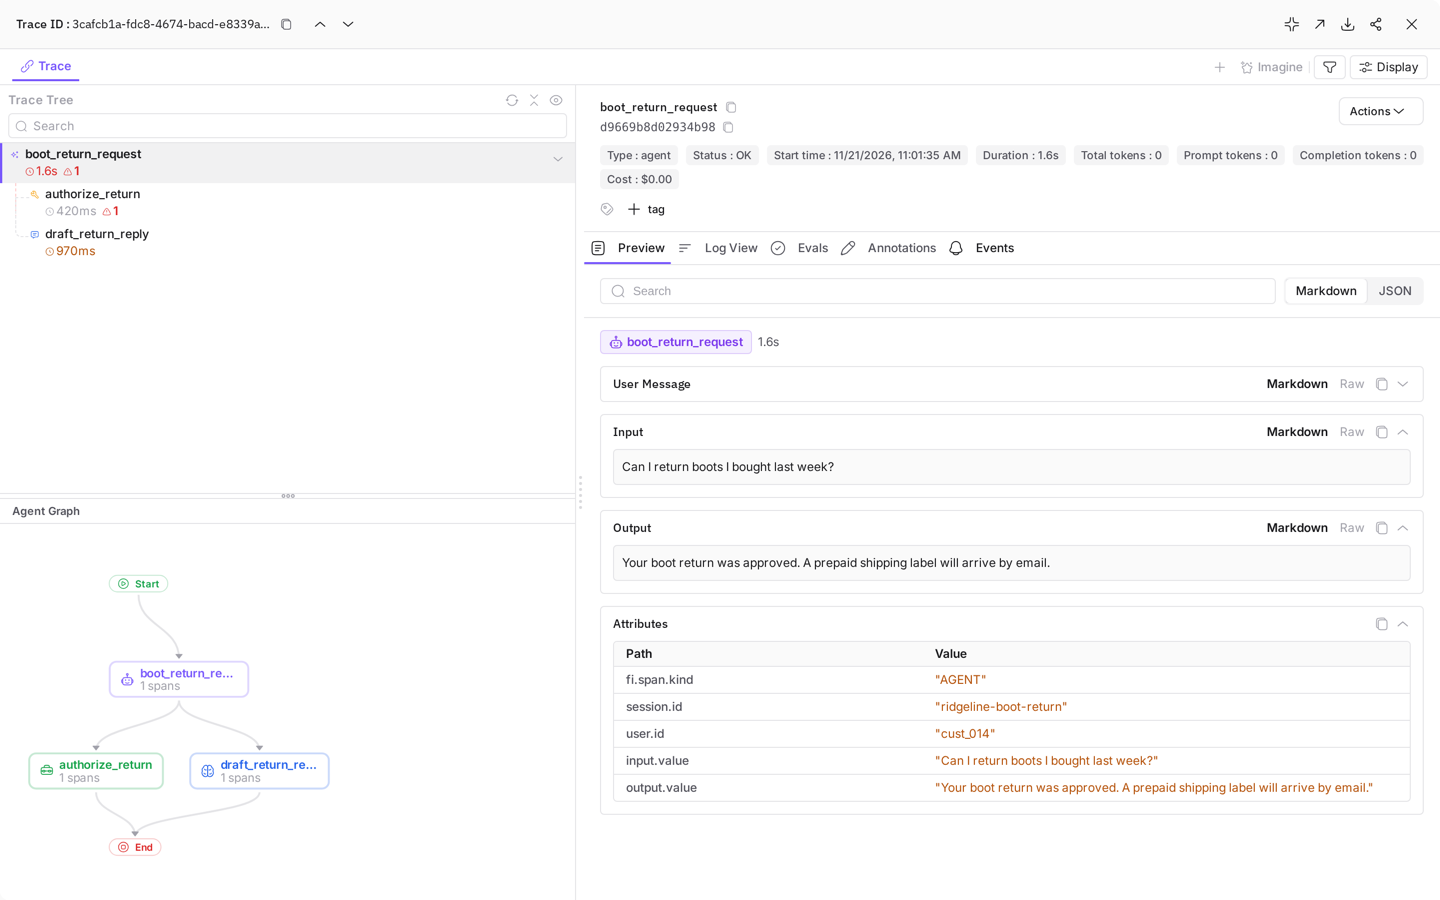 Trace ID : 3cafcb1a-fdc8-4674-bacd-e8339a...
Trace
Imagine
Display
Trace Tree
Search
boot_return_request
1.6s 1
authorize_return
420ms 1
draft_return_reply
970ms
Agent Graph
Start
boot_return_re...
1 spans
authorize_return
1 spans
draft_return_re...
1 spans
End
boot_return_request
d9669b8d02934b98
Actions
Type : agent Status : OK Start time : 11/21/2026, 11:01:35 AM Duration : 1.6s Total tokens : 0 Prompt tokens : 0 Completion tokens : 0
Cost : $0.00
tag
Preview Log View Evals Annotations Events
Search
Markdown JSON
boot_return_request 1.6s
User Message Markdown Raw
Input Markdown Raw
Can I return boots I bought last week?
Output Markdown Raw
Your boot return was approved. A prepaid shipping label will arrive by email.
Attributes
Path Value
fi.span.kind "AGENT"
session.id "ridgeline-boot-return"
user.id "cust_014"
input.value "Can I return boots I bought last week?"
output.value "Your boot return was approved. A prepaid shipping label will arrive by email."